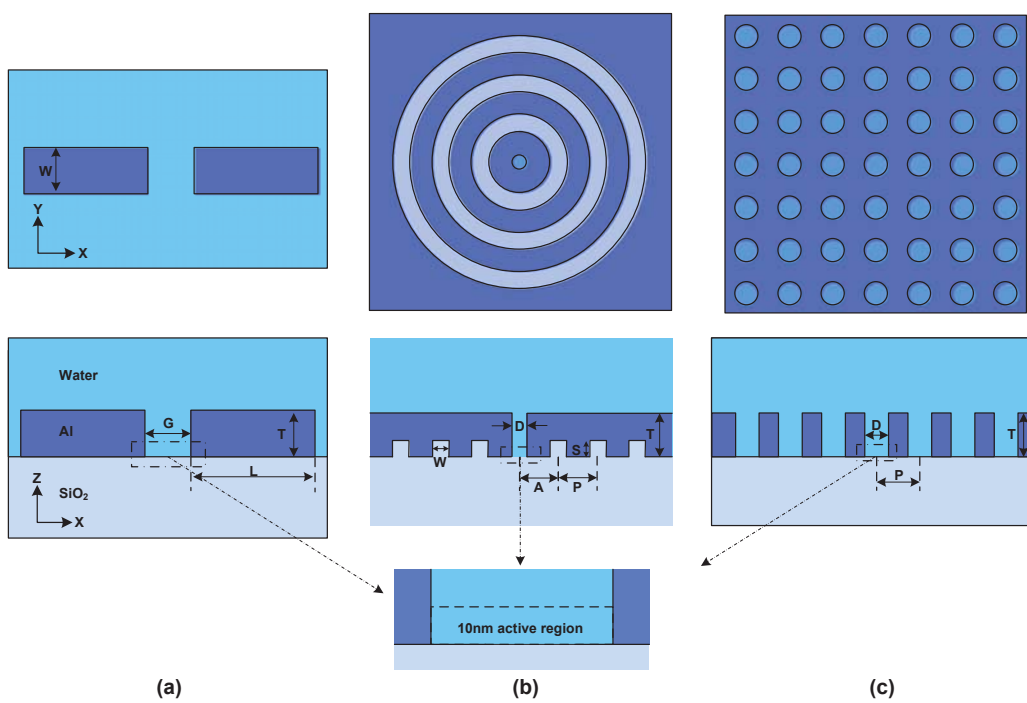 W
Y
X
Water
G
Al
T
L
Z
SiO₂
X
D
T
S
W
A
P
D
T
P
10nm active region
(a)
(b)
(c)